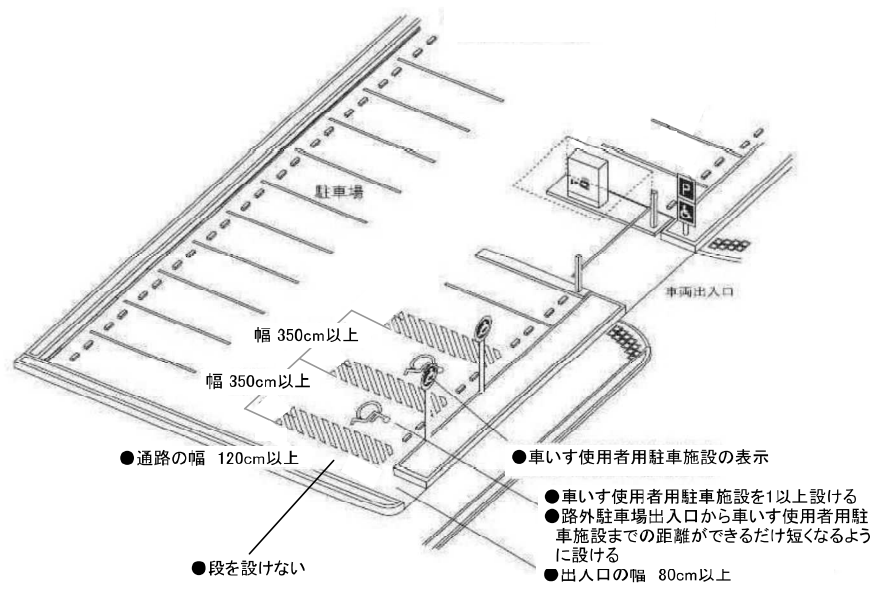 P
駐車場
車両出入口
幅 350cm以上
幅 350cm以上
●通路の幅 120cm以上
●車いす使用者用駐車施設の表示
●車いす使用者用駐車施設を1以上設ける
●路外駐車場出入口から車いす使用者用駐
車施設までの距離ができるだけ短くなるよう
に設ける
●段を設けない
●出入口の幅 80cm以上